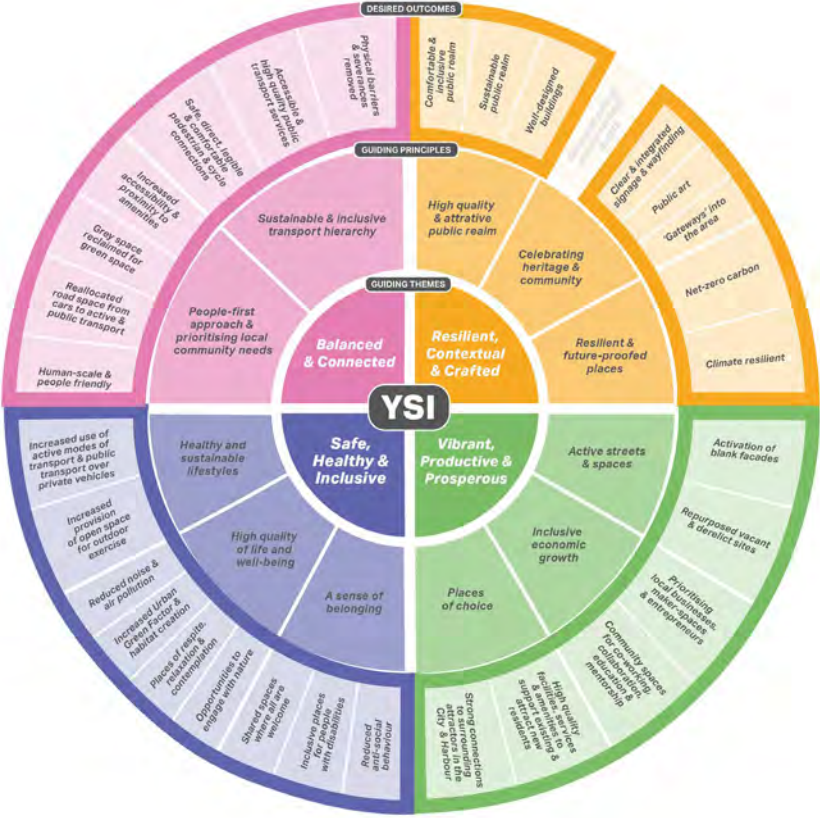 DESIRED OUTCOMES
Physical barriers
& severances
removed
Accessible &
high quality public
transport services
Safe, direct, legible
& comfortable
pedestrian & cycle
connections
Increased
accessibility &
proximity to
amenities
Grey space
reclaimed for
green space
Reallocated
road space from
cars to active &
public transport
Human-scale &
people friendly
Comfortable &
inclusive
public realm
Sustainable
public realm
Well-designed
buildings
Clear & integrated
signage & wayfinding
Public art
'Gateways' into
the area
Net-zero carbon
Climate resilient
GUIDING PRINCIPLES
Sustainable & inclusive
transport hierarchy
People-first
approach &
prioritising local
community needs
High quality
& attrative
public realm
Celebrating
heritage &
community
Resilient &
future-proofed
places
GUIDING THEMES
Balanced
& Connected
Resilient,
Contextual
& Crafted
YSI
Safe,
Healthy &
Inclusive
Vibrant,
Productive &
Prosperous
Healthy and
sustainable
lifestyles
High quality
of life and
well-being
A sense of
belonging
Active streets
& spaces
Inclusive
economic
growth
Places
of choice
Increased use of
active modes of
transport & public
transport over
private vehicles
Increased
provision
of open space
for outdoor
exercise
Reduced noise &
air pollution
Increased Urban
Green Factor &
habitat creation
Places of respite,
relaxation &
contemplation
Opportunities to
engage with nature
Shared spaces
where all are
welcome
Inclusive places
for people
with disabilities
Reduced
anti-social
behaviour
Activation of
blank facades
Repurposed vacant
& derelict sites
Prioritising
local businesses,
maker-spaces
& entrepreneurs
Community spaces
for co-working,
collaboration,
education &
mentorship
High quality
facilities, services
& amenities to
support existing &
attract new
residents
Strong connections
to surrounding
attractors in the
City & Harbour